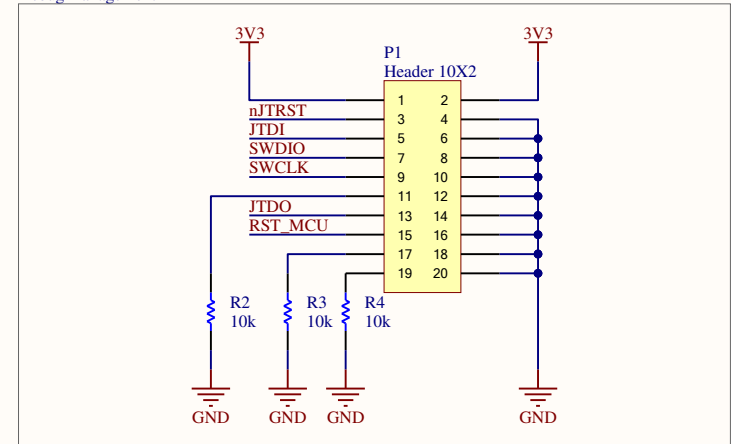 3V3
3V3
P1
Header 10X2
1 2
nJTRST
3 4
JTDI
5 6
SWDIO
7 8
SWCLK
9 10
11 12
JTDO
13 14
RST_MCU
15 16
17 18
19 20
R2
10k
R3
10k
R4
10k
GND
GND
GND
GND